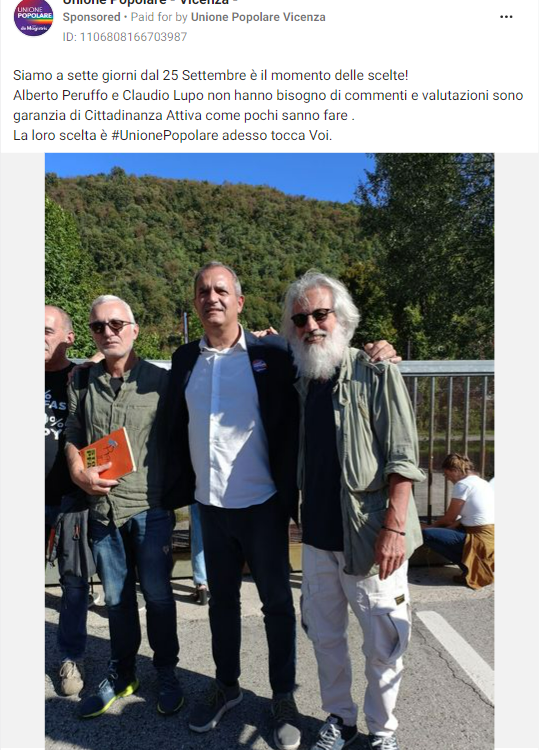 Unione Popolare - Vicenza -
UNIONE
POPOLARE
de Magistris
Sponsored • Paid for by Unione Popolare Vicenza
ID: 1106808166703987
Siamo a sette giorni dal 25 Settembre è il momento delle scelte!
Alberto Peruffo e Claudio Lupo non hanno bisogno di commenti e valutazioni sono
garanzia di Cittadinanza Attiva come pochi sanno fare .
La loro scelta è #UnionePopolare adesso tocca Voi.